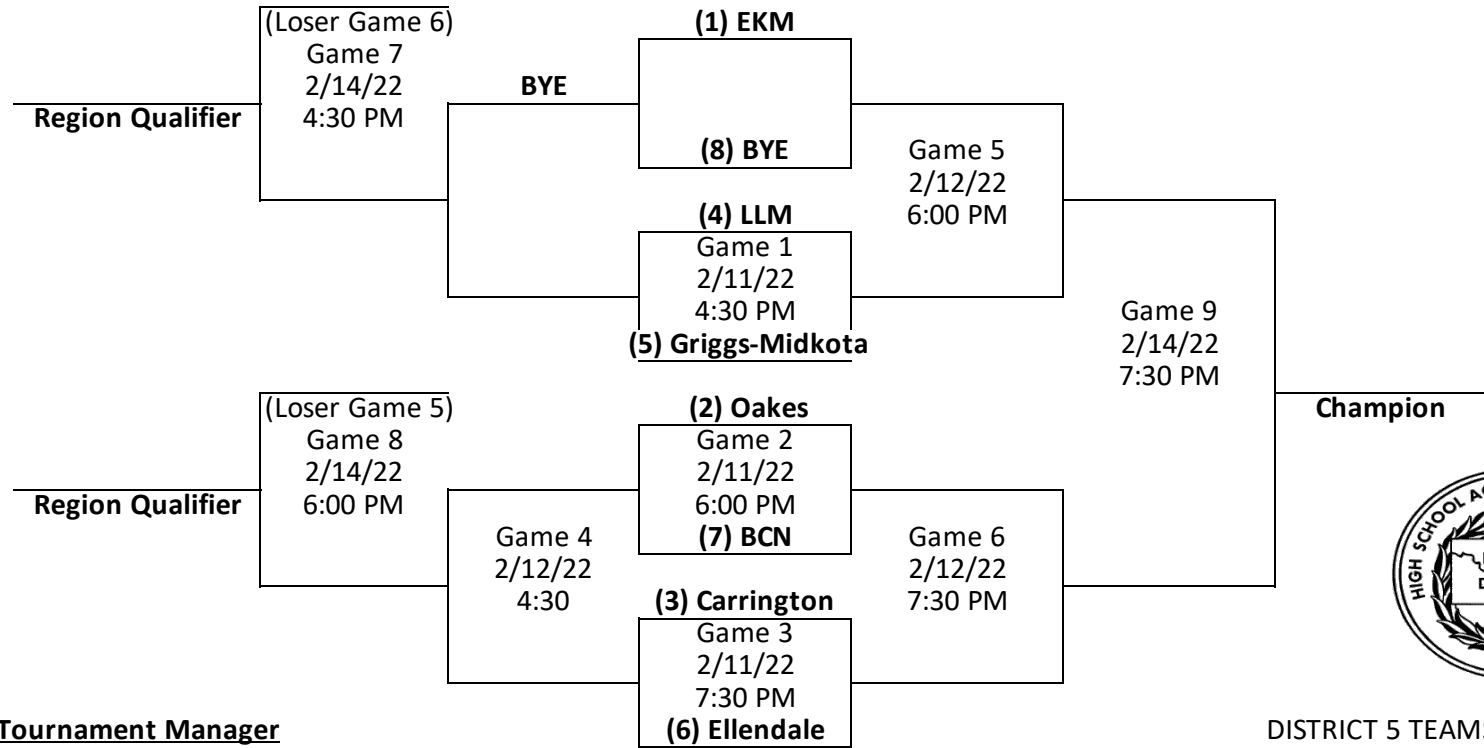 (Loser Game 6)
Game 7
2/14/22
4:30 PM
Region Qualifier
BYE
(1) EKM
(8) BYE
Game 5
2/12/22
6:00 PM
(4) LLM
Game 1
2/11/22
4:30 PM
(5) Griggs-Midkota
Game 9
2/14/22
7:30 PM
Champion
(Loser Game 5)
Game 8
2/14/22
6:00 PM
Region Qualifier
Game 4
2/12/22
4:30
(2) Oakes
Game 2
2/11/22
6:00 PM
(7) BCN
Game 6
2/12/22
7:30 PM
(3) Carrington
Game 3
2/11/22
7:30 PM
(6) Ellendale
HIGH SCHOOL
Tournament Manager
DISTRICT 5 TEAM